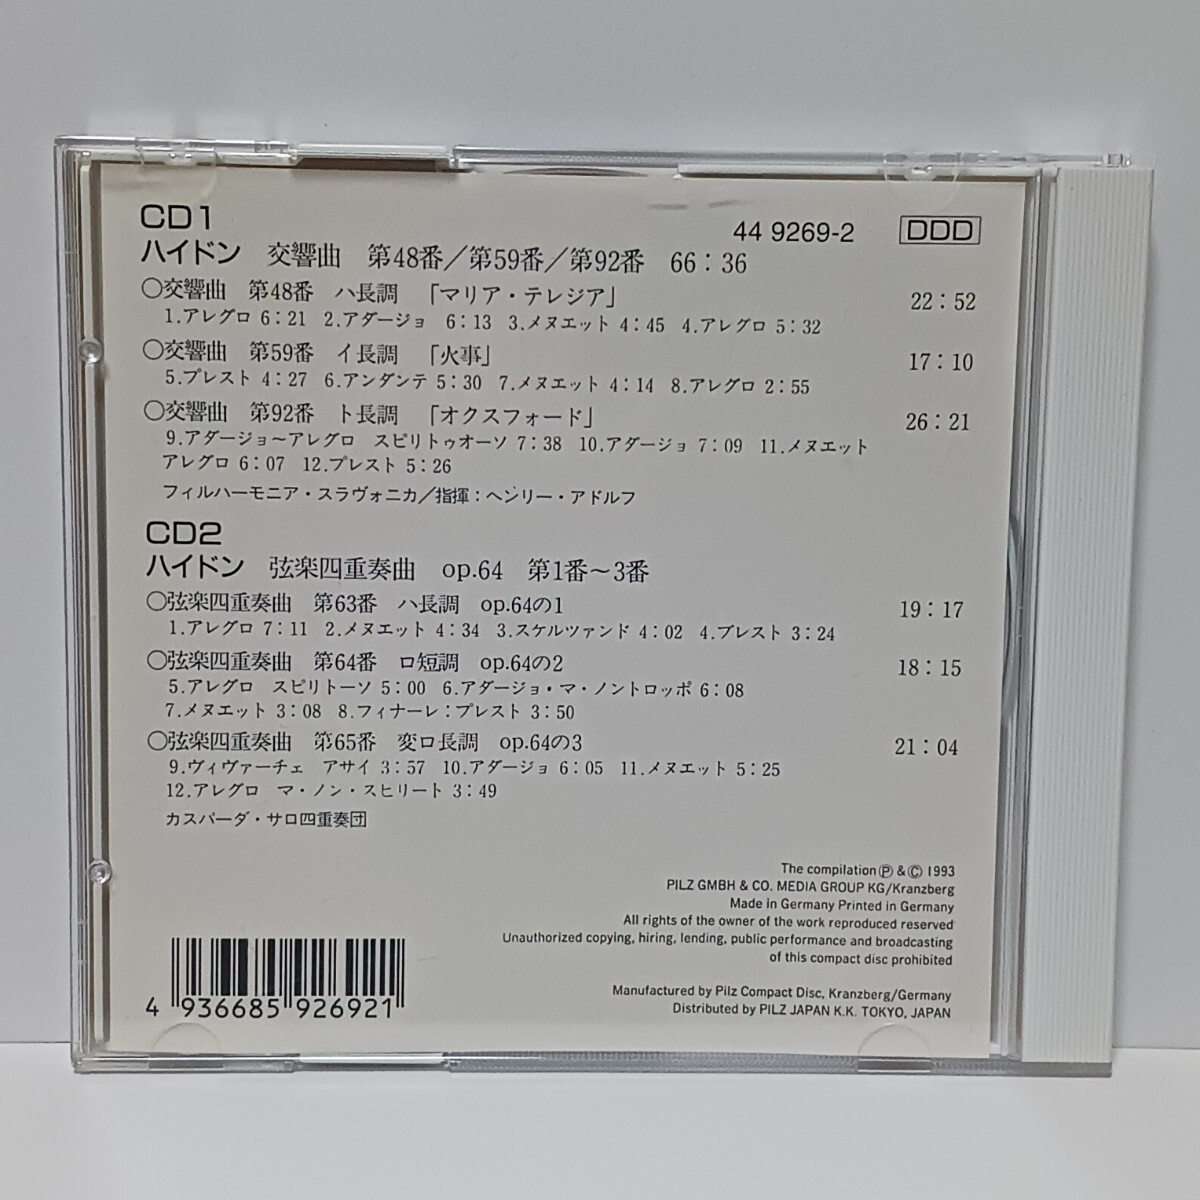 CD1
44 9269-2 DDD
ハイドン 交響曲 第48番/第59番/第92番 66:36
○交響曲 第48番 ハ長調 「マリア・テレジア」 22:52
1.アレグロ 6:21 2.アダージョ 6:13 3.メヌエット 4:45 4.アレグロ 5:32
○交響曲 第59番 イ長調 「火事」 17:10
5.プレスト 4:27 6.アンダンテ 5:30 7.メヌエット 4:14 8.アレグロ 2:55
○交響曲 第92番 ト長調 「オクスフォード」 26:21
9.アダージョ〜アレグロ スピリトゥオーソ 7:38 10.アダージョ 7:09 11.メヌエット
アレグロ 6:07 12.プレスト 5:26
フィルハーモニア・スラヴォニカ/指揮:ヘンリー・アドルフ
CD2
ハイドン 弦楽四重奏曲 op.64 第1番〜3番
○弦楽四重奏曲 第63番 ハ長調 op.64の1 19:17
1.アレグロ 7:11 2.メヌエット 4:34 3.スケルツァンド 4:02 4.プレスト 3:24
○弦楽四重奏曲 第64番 ロ短調 op.64の2 18:15
5.アレグロ スピリトーソ 5:00 6.アダージョ・マ・ノントロッポ 6:08
7.メヌエット 3:08 8.フィナーレ:プレスト 3:50
○弦楽四重奏曲 第65番 変ロ長調 op.64の3 21:04
9.ヴィヴァーチェ アサイ 3:57 10.アダージョ 6:05 11.メヌエット 5:25
12.アレグロ マ・ノン・スピリート 3:49
カスパーダ・サロ四重奏団
The compilation Ⓟ & Ⓒ 1993
PILZ GMBH & CO. MEDIA GROUP KG/Kranzberg
Made in Germany Printed in Germany
All rights of the owner of the work reproduced reserved
Unauthorized copying, hiring, lending, public performance and broadcasting
of this compact disc prohibited
Manufactured by Pilz Compact Disc, Kranzberg/Germany
Distributed by PILZ JAPAN K.K. TOKYO, JAPAN
4 936685 926921